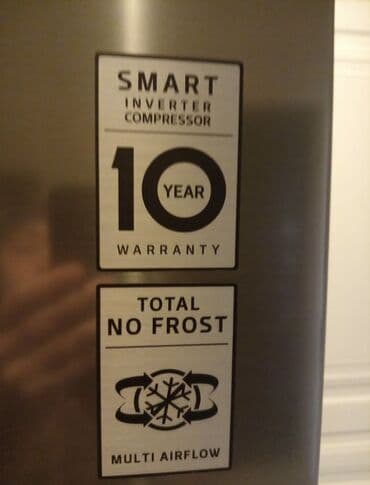 SMART
INVERTER
COMPRESSOR
10
YEAR
WARRANTY
TOTAL
NO FROST
MULTI AIRFLOW